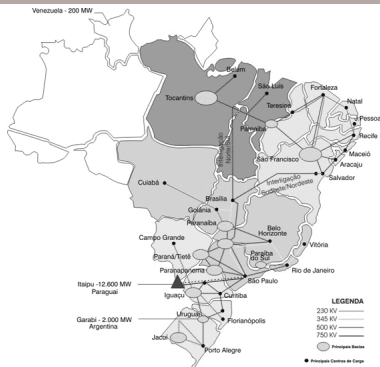 Venezuela - 200 MW
Belém
São Luís
Fortaleza
Tocantins
Teresina
Natal
Parnaíba
Pessoa
Recife
Interligação
Norte/Sul
São Francisco
Maceió
Aracaju
Interligação
Sudeste/Nordeste
Salvador
Cuiabá
Brasília
Goiânia
Paranaíba
Campo Grande
Belo
Horizonte
Vitória
Paraná/Tietê
Paraíba
do Sul
Paranapanema
Rio de Janeiro
São Paulo
Itaipu -12.600 MW
Paraguai
Iguaçu
Curitiba
Garabi - 2.000 MW
Argentina
Uruguai
Florianópolis
Jacuí
Porto Alegre
LEGENDA
230 KV
345 KV
500 KV
750 KV
Principais Bacias
Principais Centros de Carga